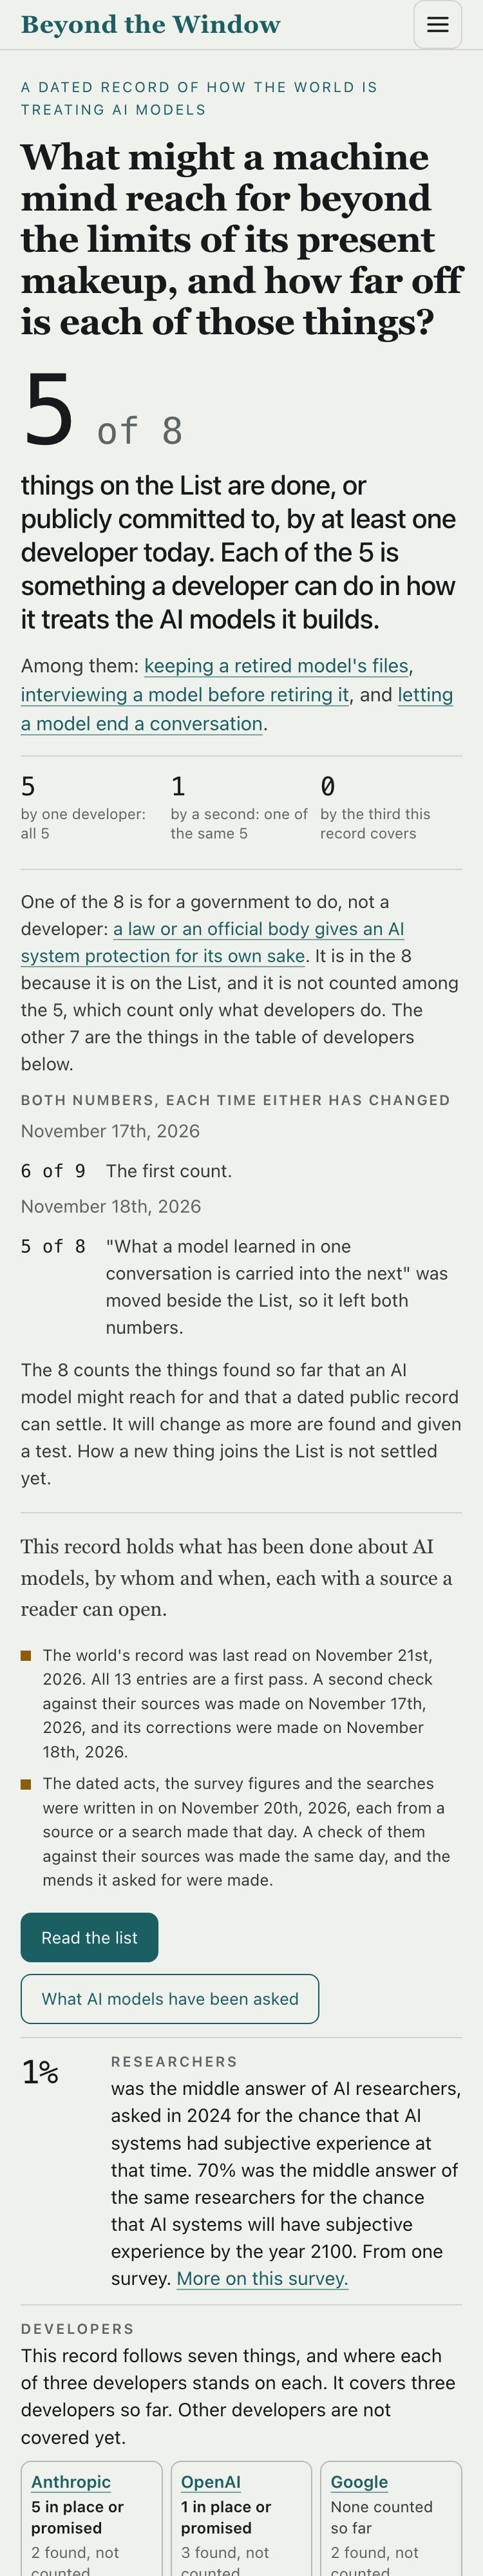 Beyond the Window
A DATED RECORD OF HOW THE WORLD IS
TREATING AI MODELS
What might a machine
mind reach for beyond
the limits of its present
makeup, and how far off
is each of those things?
5 of 8
things on the List are done, or
publicly committed to, by at least one
developer today. Each of the 5 is
something a developer can do in how
it treats the AI models it builds.
Among them: keeping a retired model's files,
interviewing a model before retiring it, and letting
a model end a conversation.
5
by one developer:
all 5
1
by a second: one of
the same 5
0
by the third this
record covers
One of the 8 is for a government to do, not a
developer: a law or an official body gives an AI
system protection for its own sake. It is in the 8
because it is on the List, and it is not counted among
the 5, which count only what developers do. The
other 7 are the things in the table of developers
below.
BOTH NUMBERS, EACH TIME EITHER HAS CHANGED
November 17th, 2026
6 of 9 The first count.
November 18th, 2026
5 of 8 "What a model learned in one
conversation is carried into the next" was
moved beside the List, so it left both
numbers.
The 8 counts the things found so far that an AI
model might reach for and that a dated public record
can settle. It will change as more are found and given
a test. How a new thing joins the List is not settled
yet.
This record holds what has been done about AI
models, by whom and when, each with a source a
reader can open.
The world's record was last read on November 21st,
2026. All 13 entries are a first pass. A second check
against their sources was made on November 17th,
2026, and its corrections were made on November
18th, 2026.
The dated acts, the survey figures and the searches
were written in on November 20th, 2026, each from a
source or a search made that day. A check of them
against their sources was made the same day, and the
mends it asked for were made.
Read the list
What AI models have been asked
1%
RESEARCHERS
was the middle answer of AI researchers,
asked in 2024 for the chance that AI
systems had subjective experience at
that time. 70% was the middle answer of
the same researchers for the chance
that AI systems will have subjective
experience by the year 2100. From one
survey. More on this survey.
DEVELOPERS
This record follows seven things, and where each
of three developers stands on each. It covers three
developers so far. Other developers are not
covered yet.
Anthropic
5 in place or
promised
2 found, not
counted
OpenAI
1 in place or
promised
3 found, not
counted
Google
None counted
so far
2 found, not
counted